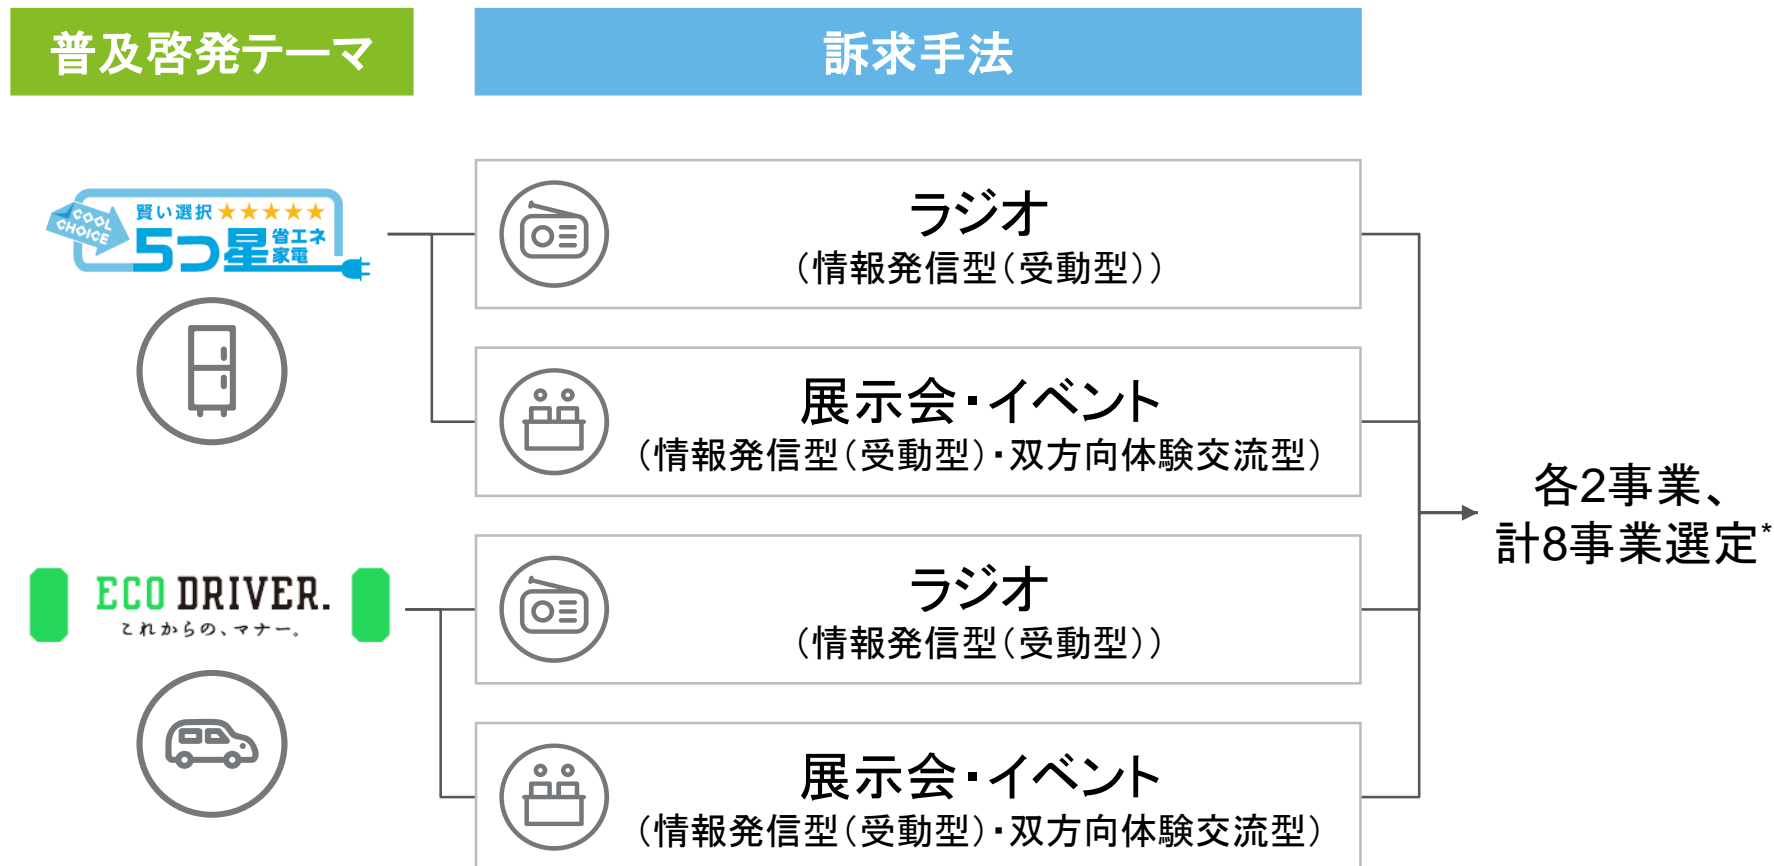 普及啓発テーマ
訴求手法
COOL CHOICE
賢い選択★★★★★
5つ星 省エネ家電
ラジオ
（情報発信型（受動型））
展示会・イベント
（情報発信型（受動型）・双方向体験交流型）
ECO DRIVER.
これからの、マナー。
ラジオ
（情報発信型（受動型））
展示会・イベント
（情報発信型（受動型）・双方向体験交流型）
各2事業、
計8事業選定*